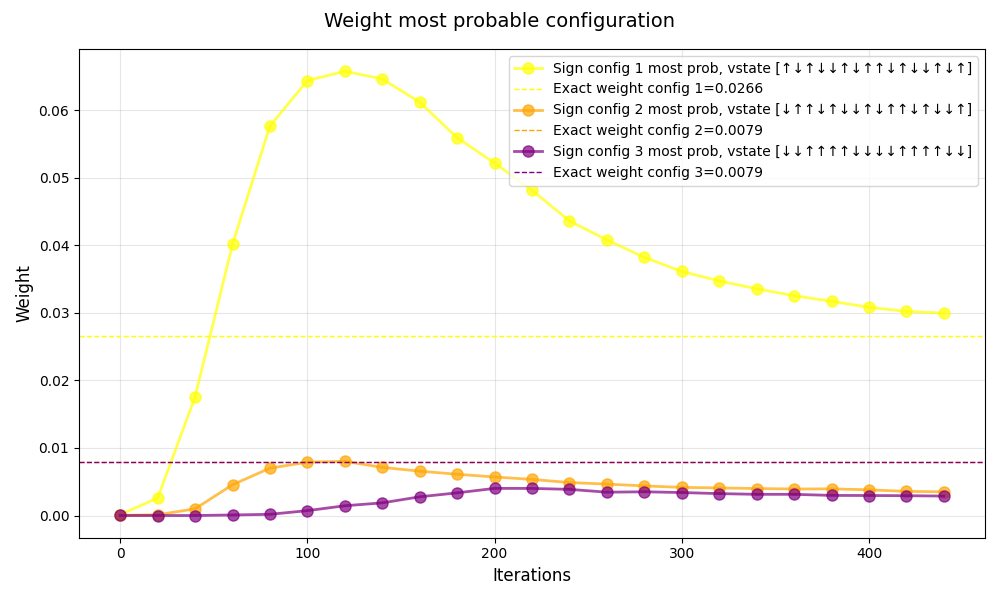 Weight most probable configuration
Sign config 1 most prob, vstate [↑↓↑↓↓↑↓↑↑↓↑↓↓↑↓↑]
Exact weight config 1=0.0266
Sign config 2 most prob, vstate [↓↑↑↓↑↓↓↑↓↑↑↓↑↓↓↑]
Exact weight config 2=0.0079
Sign config 3 most prob, vstate [↓↓↑↑↑↑↓↓↓↓↑↑↑↑↓↓]
Exact weight config 3=0.0079
Weight
0.06
0.05
0.04
0.03
0.02
0.01
0.00
0 100 200 300 400
Iterations